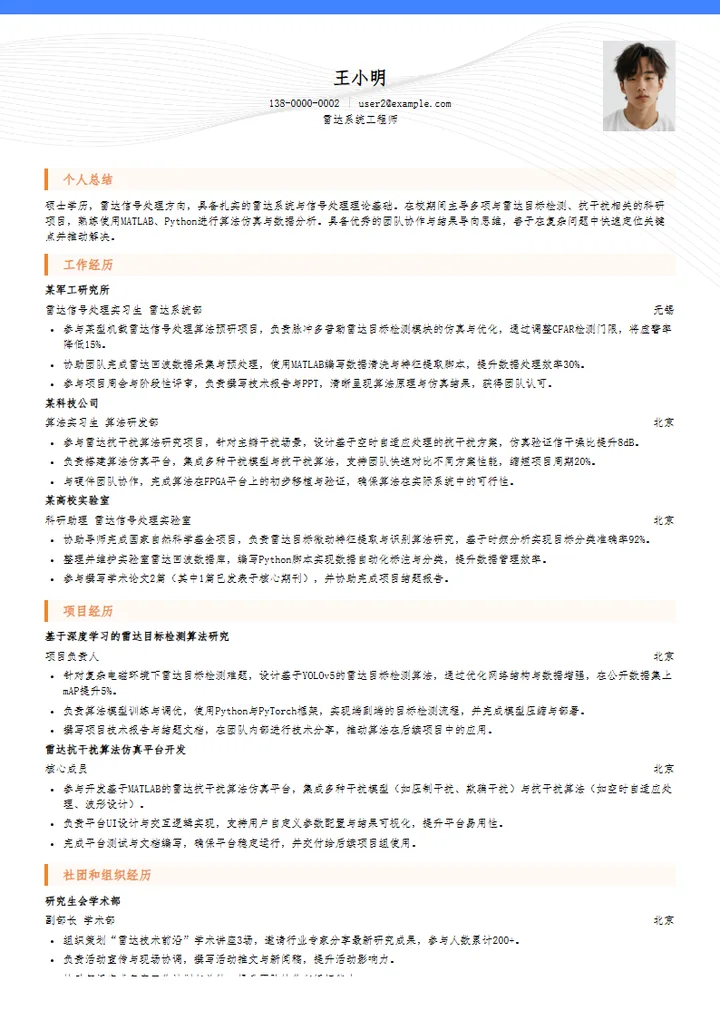 王小明
138-0000-0002 | user2@example.com
雷达系统工程师
个人总结
硕士学历，雷达信号处理方向，具备扎实的雷达系统与信号处理理论基础。在校期间主导多项与雷达目标检测、抗干扰相关的科研
项目，熟练使用MATLAB、Python进行算法仿真与数据分析。具备优秀的团队协作与结果导向思维，善于在复杂问题中快速定位关键
点并推动解决。
工作经历
某军工研究所
雷达信号处理实习生 雷达系统部 无锡
• 参与某型机载雷达信号处理算法预研项目，负责脉冲多普勒雷达目标检测模块的仿真与优化，通过调整CFAR检测门限，将虚警率
降低15%。
• 协助团队完成雷达回波数据采集与预处理，使用MATLAB编写数据清洗与特征提取脚本，提升数据处理效率30%。
• 参与项目周会与阶段性评审，负责撰写技术报告与PPT，清晰呈现算法原理与仿真结果，获得团队认可。
某科技公司
算法实习生 算法研发部 北京
• 参与雷达抗干扰算法研究项目，针对主瓣干扰场景，设计基于空时自适应处理的抗干扰方案，仿真验证信干噪比提升8dB。
• 负责搭建算法仿真平台，集成多种干扰模型与抗干扰算法，支持团队快速对比不同方案性能，缩短项目周期20%。
• 与硬件团队协作，完成算法在FPGA平台上的初步移植与验证，确保算法在实际系统中的可行性。
某高校实验室
科研助理 雷达信号处理实验室 北京
• 协助导师完成国家自然科学基金项目，负责雷达目标微动特征提取与识别算法研究，基于时频分析实现目标分类准确率92%。
• 整理并维护实验室雷达回波数据库，编写Python脚本实现数据自动化标注与分类，提升数据管理效率。
• 参与撰写学术论文2篇（其中1篇已发表于核心期刊），并协助完成项目结题报告。
项目经历
基于深度学习的雷达目标检测算法研究
项目负责人 北京
• 针对复杂电磁环境下雷达目标检测难题，设计基于YOLOv5的雷达目标检测算法，通过优化网络结构与数据增强，在公开数据集上
mAP提升5%。
• 负责算法模型训练与调优，使用Python与PyTorch框架，实现端到端的目标检测流程，并完成模型压缩与部署。
• 撰写项目技术报告与结题文档，在团队内部进行技术分享，推动算法在后续项目中的应用。
雷达抗干扰算法仿真平台开发
核心成员 北京
• 参与开发基于MATLAB的雷达抗干扰算法仿真平台，集成多种干扰模型（如压制干扰、欺骗干扰）与抗干扰算法（如空时自适应处
理、波形设计）。
• 负责平台UI设计与交互逻辑实现，支持用户自定义参数配置与结果可视化，提升平台易用性。
• 完成平台测试与文档编写，确保平台稳定运行，并交付给后续项目组使用。
社团和组织经历
研究生会学术部
副部长 学术部 北京
• 组织策划“雷达技术前沿”学术讲座3场，邀请行业专家分享最新研究成果，参与人数累计200+。
• 负责活动宣传与现场协调，撰写活动推文与新闻稿，提升活动影响力。